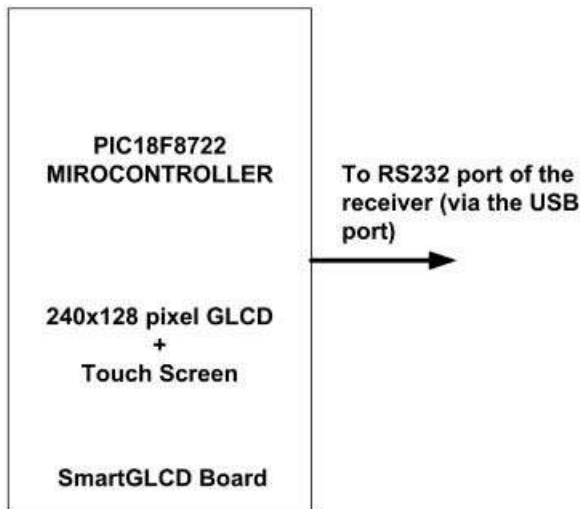 PIC18F8722
MIROCONTROLLER
To RS232 port of the
receiver (via the USB
port)
240x128 pixel GLCD
+
Touch Screen
SmartGLCD Board